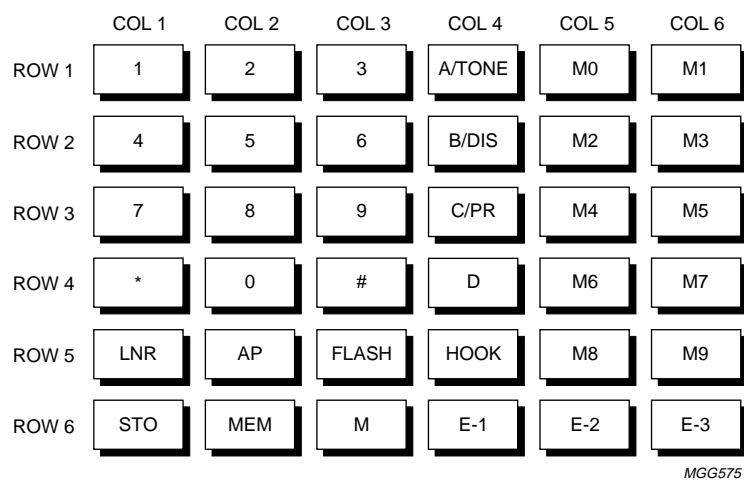 COL 1 COL 2 COL 3 COL 4 COL 5 COL 6
ROW 1 1 2 3 A/TONE M0 M1
ROW 2 4 5 6 B/DIS M2 M3
ROW 3 7 8 9 C/PR M4 M5
ROW 4 * 0 # D M6 M7
ROW 5 LNR AP FLASH HOOK M8 M9
ROW 6 STO MEM M E-1 E-2 E-3
MGG575